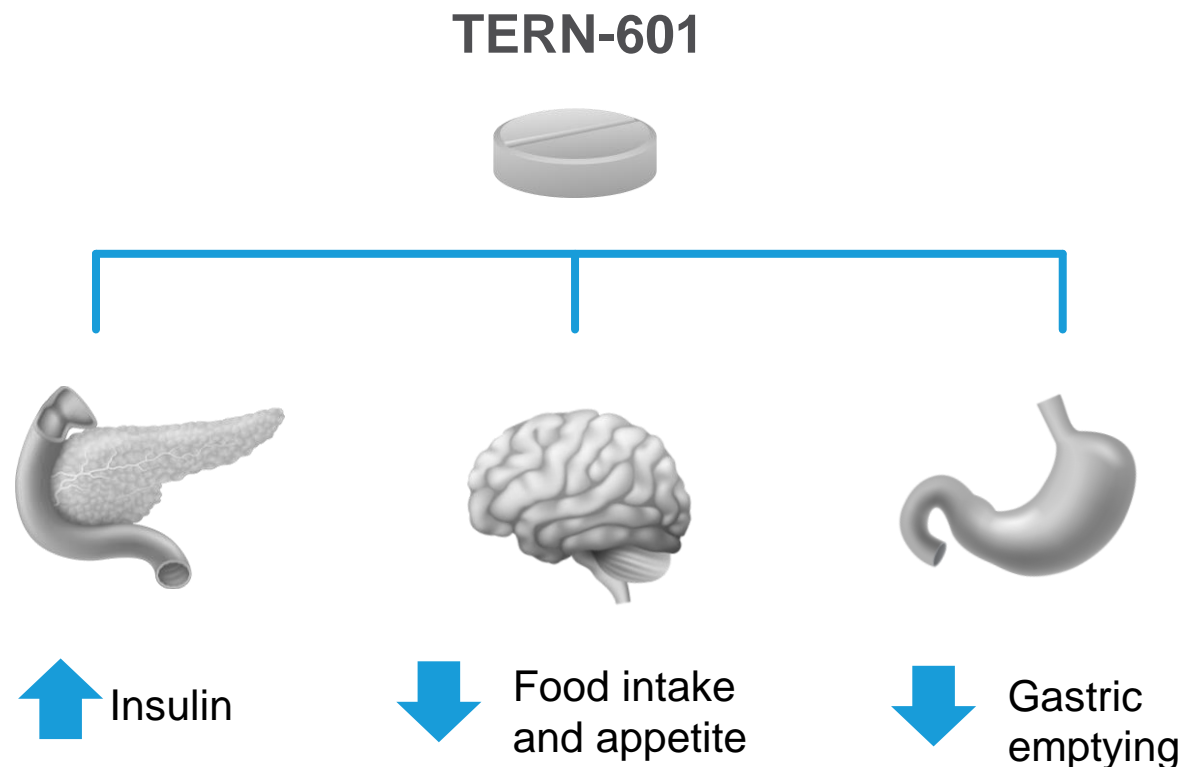 TERN-601
Insulin
Food intake
and appetite
Gastric
emptying